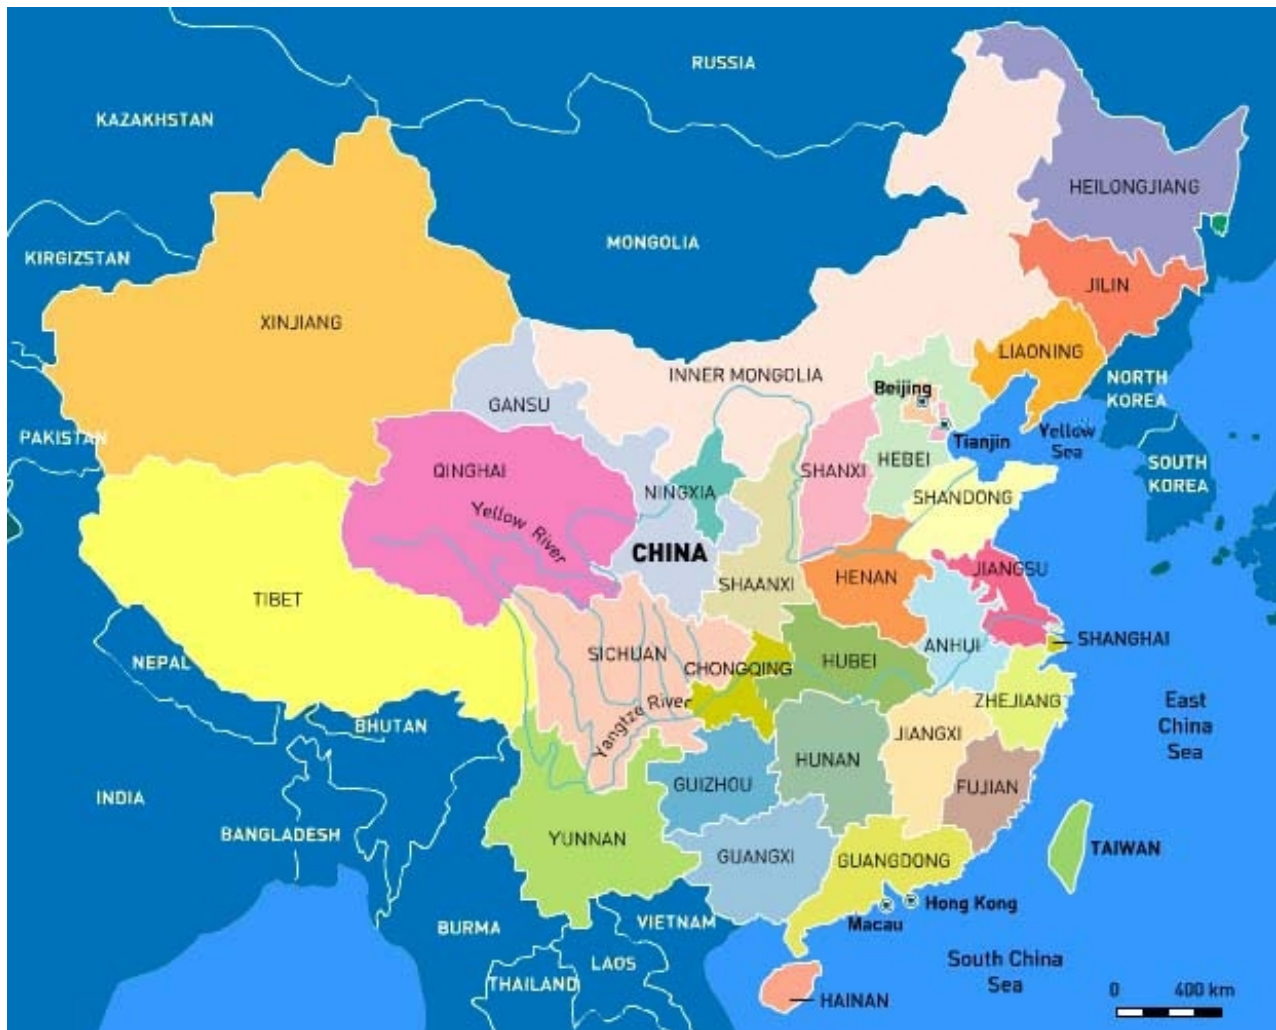 RUSSIA
KAZAKHSTAN
HEILONGJIANG
MONGOLIA
KIRGIZSTAN
JILIN
XINJIANG
LIAONING
INNER MONGOLIA
NORTH
KOREA
Beijing
GANSU
Yellow
Sea
PAKISTAN
Tianjin
QINGHAI
SHANXI
HEBEI
SOUTH
KOREA
NINGXIA
SHANDONG
Yellow River
CHINA
JIANGSU
HENAN
SHAANXI
TIBET
SHANGHAI
ANHUI
SICHUAN
HUBEI
NEPAL
CHONGQING
ZHEJIANG
East
China
Sea
Yangtze River
BHUTAN
JIANGXI
HUNAN
GUIZHOU
FUJIAN
INDIA
BANGLADESH
YUNNAN
TAIWAN
GUANGXI
GUANGDONG
Hong Kong
Macau
BURMA
VIETNAM
LAOS
South China
Sea
THAILAND
0 400 km
HAINAN